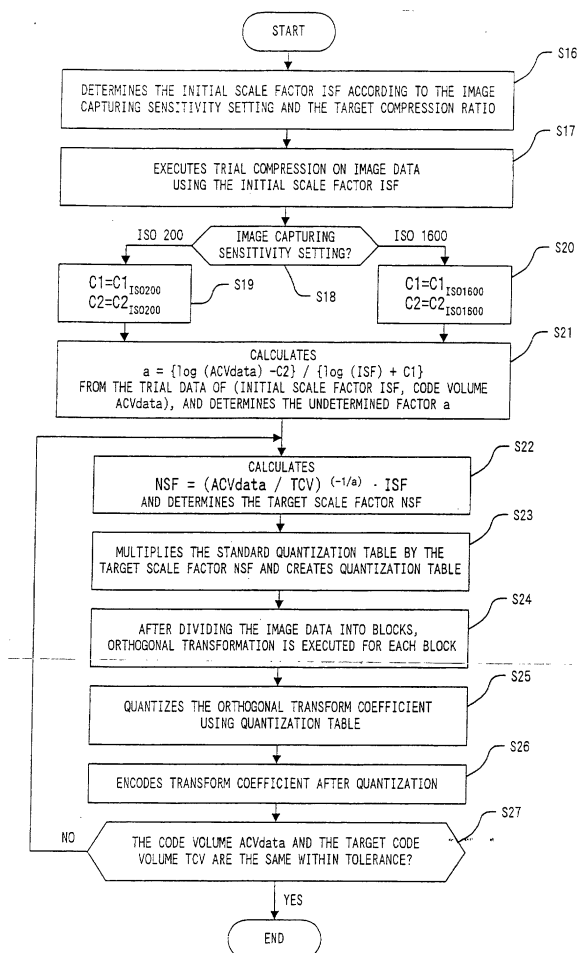 START
S16
DETERMINES THE INITIAL SCALE FACTOR ISF ACCORDING TO THE IMAGE
CAPTURING SENSITIVITY SETTING AND THE TARGET COMPRESSION RATIO
S17
EXECUTES TRIAL COMPRESSION ON IMAGE DATA
USING THE INITIAL SCALE FACTOR ISF
ISO 200
IMAGE CAPTURING
SENSITIVITY SETTING?
ISO 1600
S18
C1=C1ISO200
C2=C2ISO200
S19
C1=C1ISO1600
C2=C2ISO1600
S20
S21
CALCULATES
a = {log (ACVdata) -C2} / {log (ISF) + C1}
FROM THE TRIAL DATA OF (INITIAL SCALE FACTOR ISF, CODE VOLUME
ACVdata), AND DETERMINES THE UNDETERMINED FACTOR a
S22
CALCULATES
NSF = (ACVdata / TCV) (-1/a) · ISF
AND DETERMINES THE TARGET SCALE FACTOR NSF
S23
MULTIPLIES THE STANDARD QUANTIZATION TABLE BY THE
TARGET SCALE FACTOR NSF AND CREATES QUANTIZATION TABLE
S24
AFTER DIVIDING THE IMAGE DATA INTO BLOCKS,
ORTHOGONAL TRANSFORMATION IS EXECUTED FOR EACH BLOCK
S25
QUANTIZES THE ORTHOGONAL TRANSFORM COEFFICIENT
USING QUANTIZATION TABLE
S26
ENCODES TRANSFORM COEFFICIENT AFTER QUANTIZATION
S27
NO
THE CODE VOLUME ACVdata AND THE TARGET CODE
VOLUME TCV ARE THE SAME WITHIN TOLERANCE?
YES
END